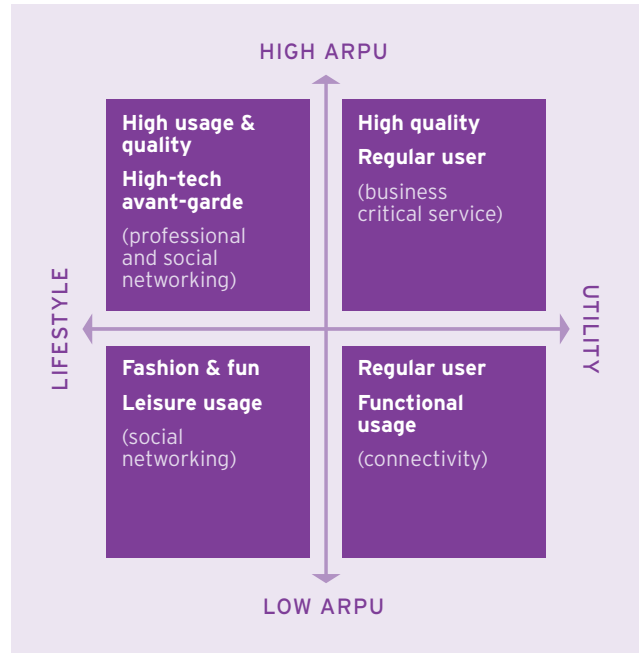 HIGH ARPU
High usage &
quality
High-tech
avant-garde
(professional
and social
networking)
High quality
Regular user
(business
critical service)
LIFESTYLE
UTILITY
Fashion & fun
Leisure usage
(social
networking)
Regular user
Functional
usage
(connectivity)
LOW ARPU